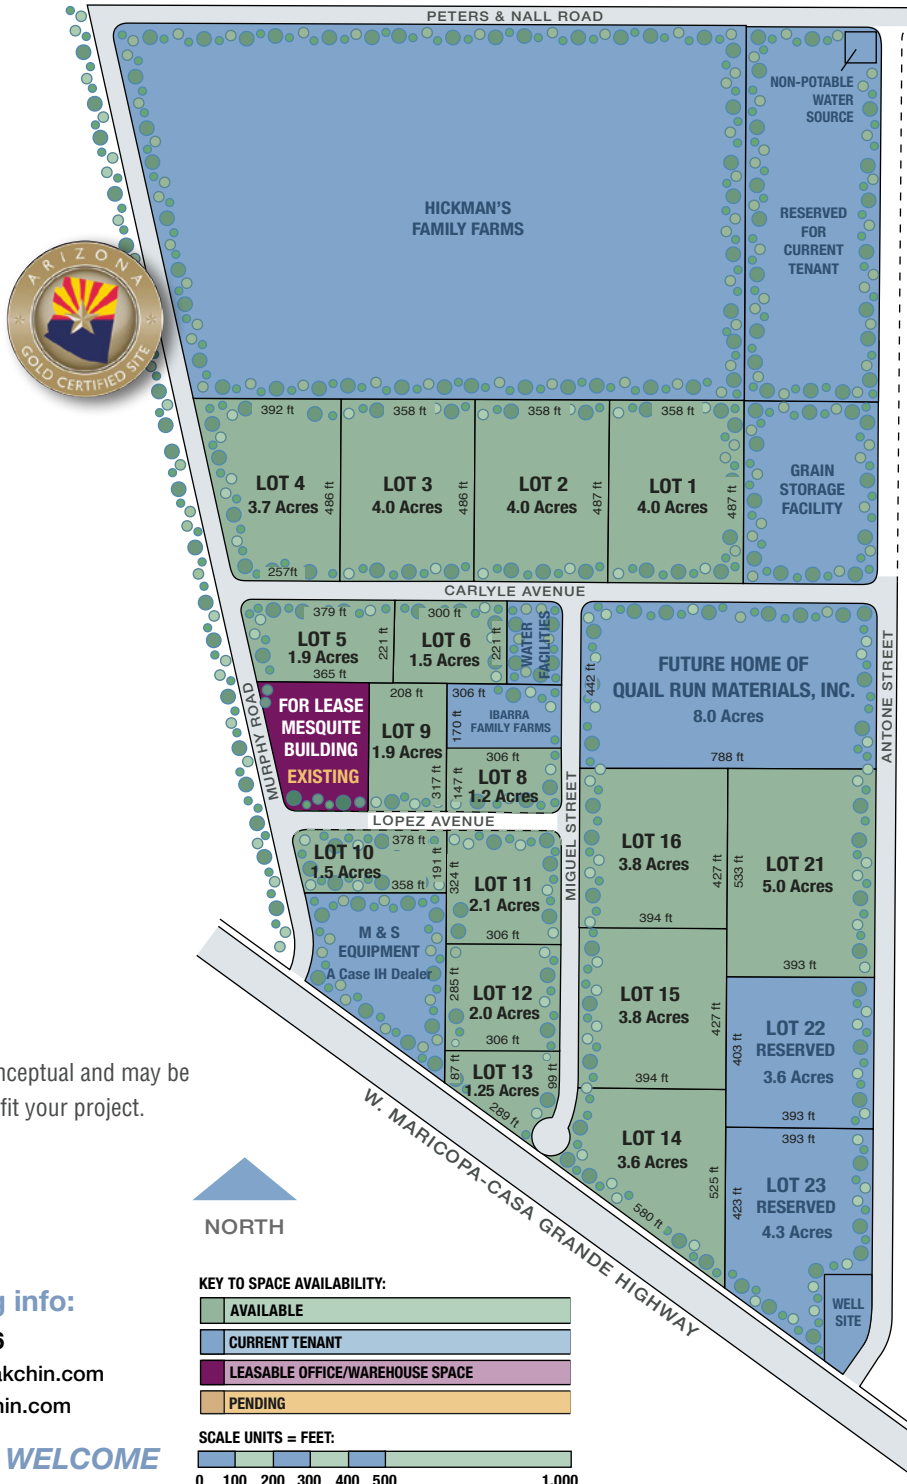 PETERS & NALL ROAD
NON-POTABLE
WATER
SOURCE
HICKMAN'S
FAMILY FARMS
RESERVED
FOR
CURRENT
TENANT
ARIZONA
GOLD CERTIFIED SITE
392 ft
358 ft
358 ft
358 ft
LOT 4
3.7 Acres
486 ft
LOT 3
4.0 Acres
486 ft
LOT 2
4.0 Acres
487 ft
LOT 1
4.0 Acres
487 ft
GRAIN
STORAGE
FACILITY
257ft
CARLYLE AVENUE
379 ft
LOT 5
1.9 Acres
365 ft
221 ft
300 ft
LOT 6
1.5 Acres
221 ft
WATER
FACILITIES
442 ft
FUTURE HOME OF
QUAIL RUN MATERIALS, INC.
8.0 Acres
788 ft
ANTONE STREET
MURPHY ROAD
FOR LEASE
MESQUITE
BUILDING
EXISTING
208 ft
LOT 9
1.9 Acres
317 ft
306 ft
170 ft
IBARRA
FAMILY FARMS
306 ft
LOT 8
1.2 Acres
147 ft
MIGUEL STREET
LOPEZ AVENUE
378 ft
LOT 10
1.5 Acres
358 ft
191 ft
324 ft
LOT 11
2.1 Acres
306 ft
LOT 16
3.8 Acres
394 ft
427 ft
533 ft
LOT 21
5.0 Acres
393 ft
M & S
EQUIPMENT
A Case IH Dealer
285 ft
LOT 12
2.0 Acres
306 ft
LOT 15
3.8 Acres
394 ft
427 ft
403 ft
LOT 22
RESERVED
3.6 Acres
393 ft
87 ft
LOT 13
1.25 Acres
99 ft
289 ft
LOT 14
3.6 Acres
525 ft
580 ft
393 ft
423 ft
LOT 23
RESERVED
4.3 Acres
WELL
SITE
W. MARICOPA-CASA GRANDE HIGHWAY
nceptual and may be
fit your project.
NORTH
g info:
6
akchin.com
hin.com
WELCOME
KEY TO SPACE AVAILABILITY:
AVAILABLE
CURRENT TENANT
LEASABLE OFFICE/WAREHOUSE SPACE
PENDING
SCALE UNITS = FEET:
0 100 200 300 400 500 1,000